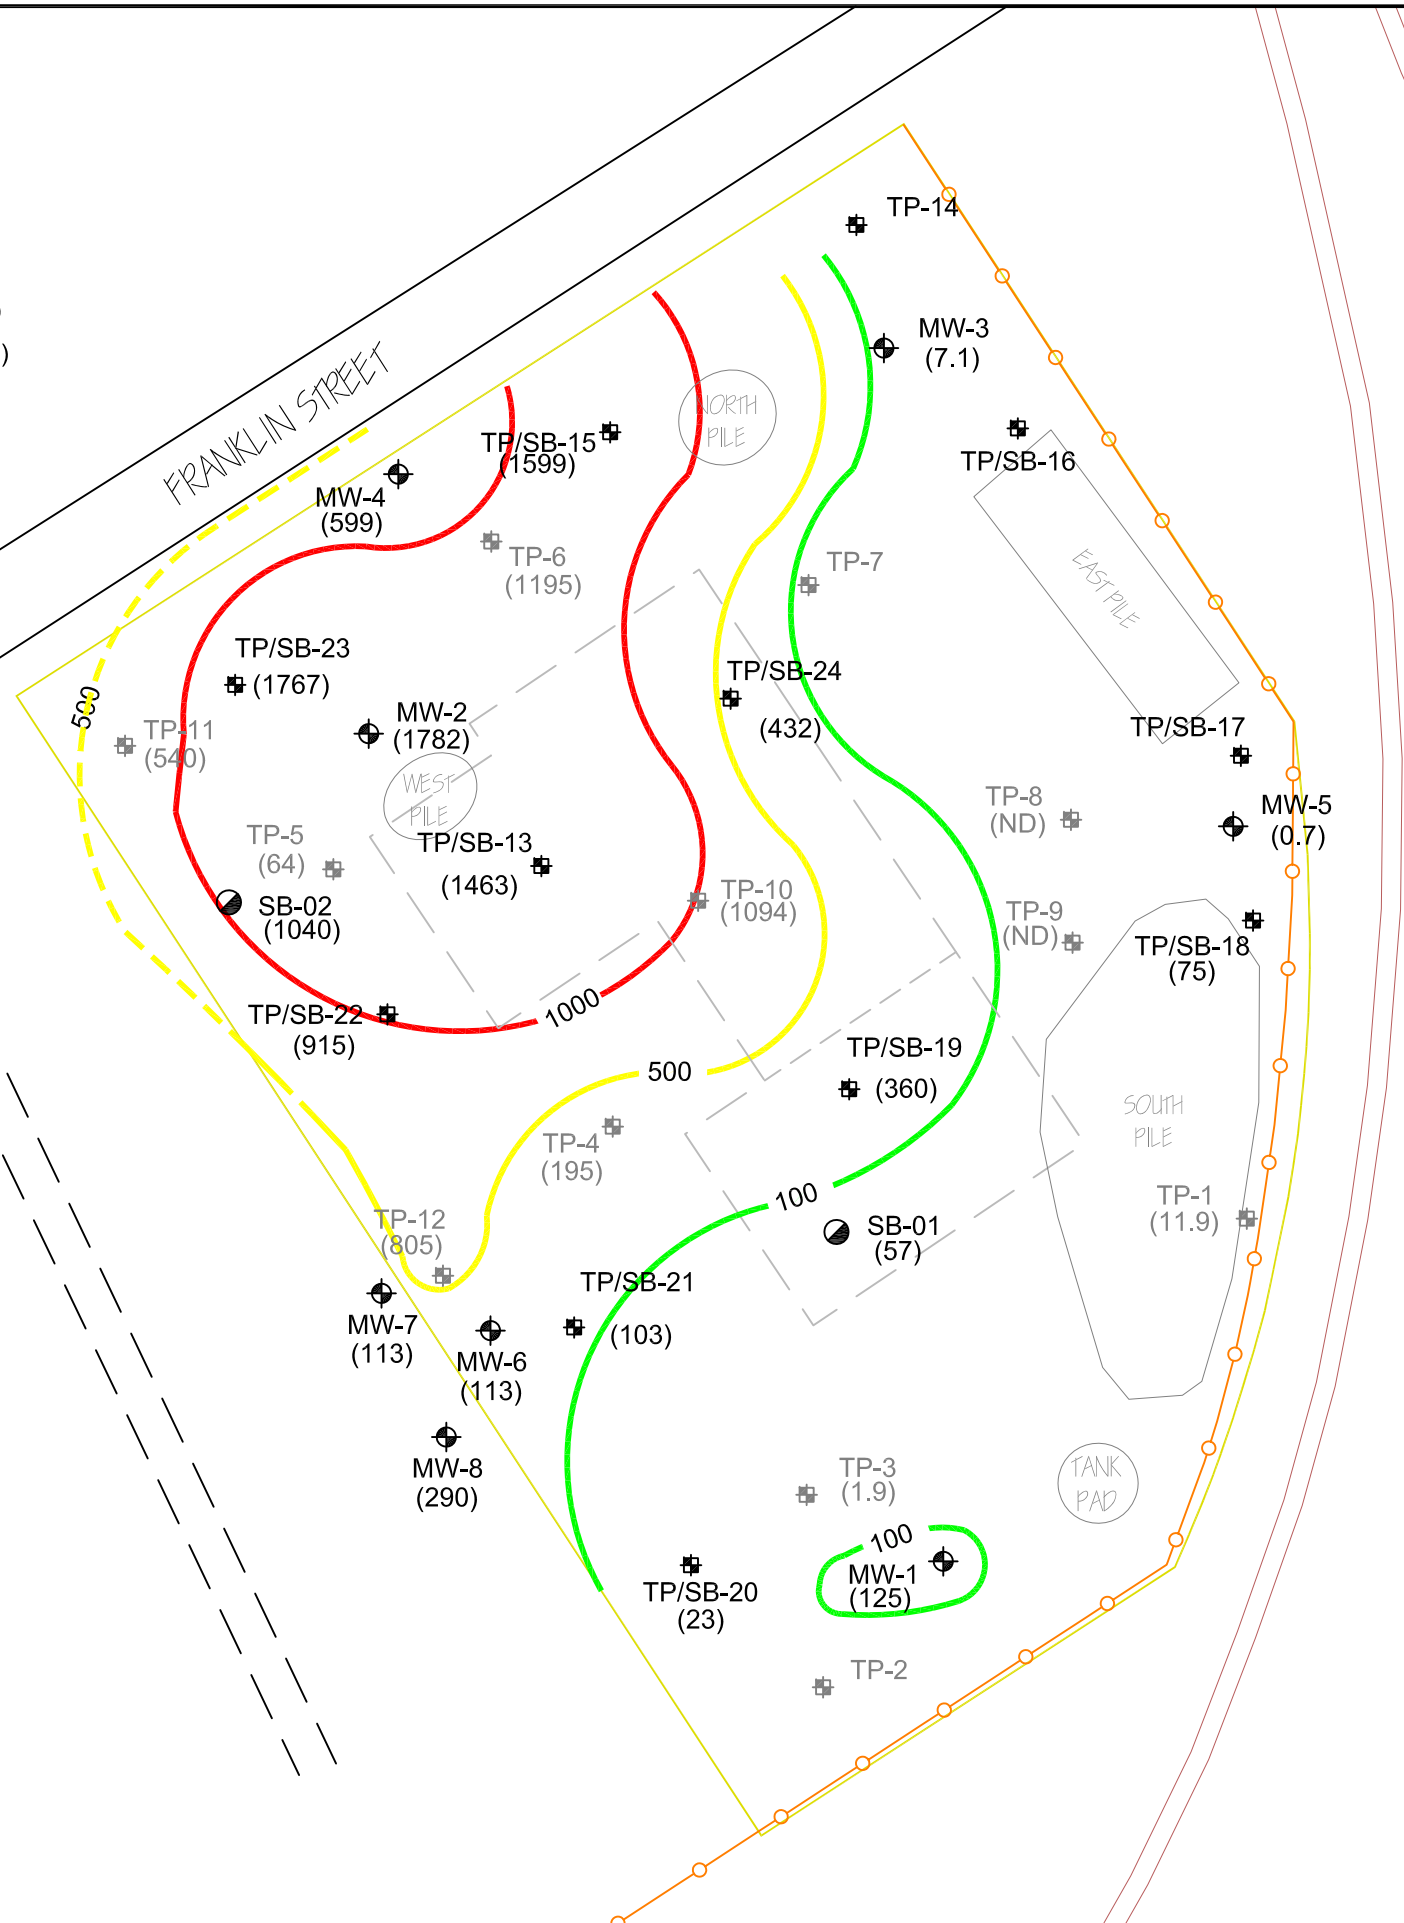 TP-14
MW-3
(7.1)
)
FRANKLIN STREET
NORTH
PILE
TP/SB-15
(1599)
TP/SB-16
MW-4
(599)
TP-6
(1195)
TP-7
EAST PILE
TP/SB-23
(1767)
TP/SB-24
(432)
500
TP-11
(540)
MW-2
(1782)
TP/SB-17
WEST
PILE
TP-8
(ND)
MW-5
(0.7)
TP-5
(64)
TP/SB-13
(1463)
TP-10
(1094)
SB-02
(1040)
TP-9
(ND)
TP/SB-18
(75)
TP/SB-22
(915)
1000
500
TP/SB-19
(360)
SOUTH
PILE
TP-4
(195)
100
TP-1
(11.9)
TP-12
(805)
SB-01
(57)
TP/SB-21
(103)
MW-7
(113)
MW-6
(113)
MW-8
(290)
TP-3
(1.9)
TANK
PAD
100
MW-1
(125)
TP/SB-20
(23)
TP-2